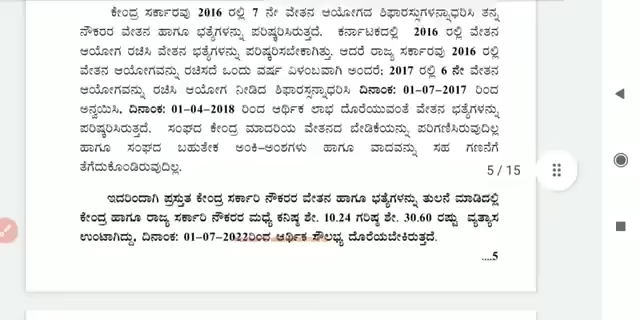 ಕೇಂದ್ರ ಸರ್ಕಾರವು 2016 ರಲ್ಲಿ 7 ನೇ ವೇತನ ಆಯೋಗದ ಶಿಫಾರಸ್ಸುಗಳನ್ನಾಧರಿಸಿ ತನ್ನ
ನೌಕರರ ವೇತನ ಹಾಗೂ ಭತ್ಯೆಗಳನ್ನು ಪರಿಷ್ಕರಿಸಿರುತ್ತದೆ. ಕರ್ನಾಟಕದಲ್ಲಿ 2016 ರಲ್ಲಿ ವೇತನ
ಆಯೋಗ ರಚಿಸಿ ವೇತನ ಭತ್ಯೆಗಳನ್ನು ಪರಿಷ್ಕರಿಸಬೇಕಾಗಿತ್ತು. ಆದರೆ ರಾಜ್ಯ ಸರ್ಕಾರವು 2016 ರಲ್ಲಿ
ವೇತನ ಆಯೋಗವನ್ನು ರಚಿಸದೆ ಒಂದು ವರ್ಷ ವಿಳಂಬವಾಗಿ ಅಂದರೆ; 2017 ರಲ್ಲಿ 6 ನೇ ವೇತನ
ಆಯೋಗವನ್ನು ರಚಿಸಿ ಆಯೋಗ ನೀಡಿದ ಶಿಫಾರಸ್ಸನ್ನಾಧರಿಸಿ ದಿನಾಂಕ: 01-07-2017 ರಿಂದ
ಅನ್ವಯಿಸಿ, ದಿನಾಂಕ: 01-04-2018 ರಿಂದ ಆರ್ಥಿಕ ಲಾಭ ದೊರೆಯುವಂತೆ ವೇತನ ಭತ್ಯೆಗಳನ್ನು
ಪರಿಷ್ಕರಿಸಿರುತ್ತದೆ. ಸಂಘದ ಕೇಂದ್ರ ಮಾದರಿಯ ವೇತನದ ಬೇಡಿಕೆಯನ್ನು ಪರಿಗಣಿಸಿರುವುದಿಲ್ಲ
ಹಾಗೂ ಸಂಘದ ಬಹುತೇಕ ಅಂಕಿ-ಅಂಶಗಳು ಹಾಗೂ ವಾದವನ್ನು ಸಹ ಗಣನೆಗೆ
ತೆಗೆದುಕೊಂಡಿರುವುದಿಲ್ಲ.
5 / 15
ಇದರಿಂದಾಗಿ ಪ್ರಸ್ತುತ ಕೇಂದ್ರ ಸರ್ಕಾರಿ ನೌಕರರ ವೇತನ ಹಾಗೂ ಭತ್ಯೆಗಳನ್ನು ತುಲನೆ ಮಾಡಿದಲ್ಲಿ
ಕೇಂದ್ರ ಹಾಗೂ ರಾಜ್ಯ ಸರ್ಕಾರಿ ನೌಕರರ ಮಧ್ಯೆ ಕನಿಷ್ಠ ಶೇ. 10.24 ಗರಿಷ್ಠ ಶೇ. 30.60 ರಷ್ಟು ವ್ಯತ್ಯಾಸ
ಉಂಟಾಗಿದ್ದು, ದಿನಾಂಕ: 01-07-2022ರಿಂದ ಆರ್ಥಿಕ ಸೌಲಭ್ಯ ದೊರೆಯಬೇಕಿರುತ್ತದೆ.
....5